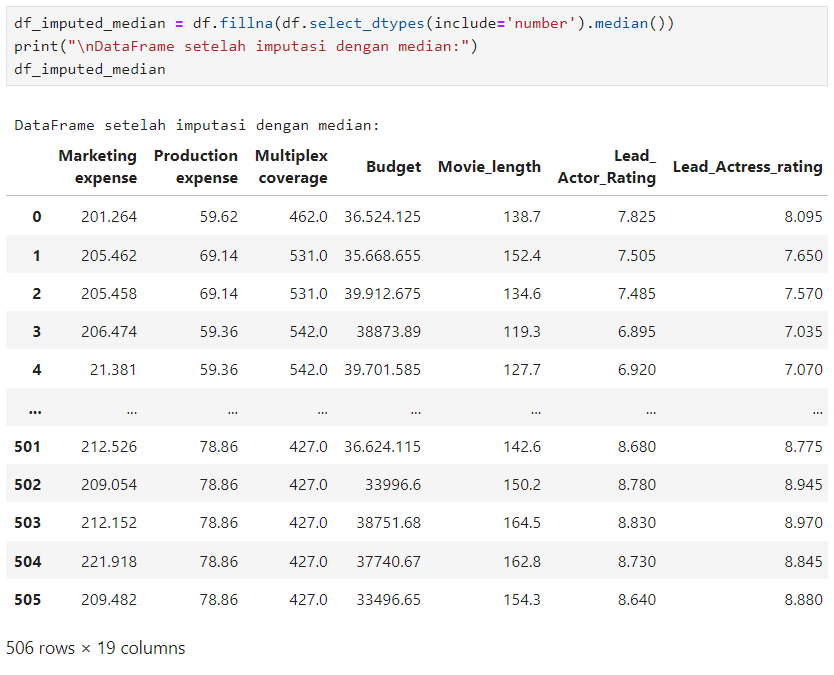 df_imputed_median = df.fillna(df.select_dtypes(include='number').median())
print("\nDataFrame setelah imputasi dengan median:")
df_imputed_median
DataFrame setelah imputasi dengan median:
Marketing expense Production expense Multiplex coverage Budget Movie_length Lead_ Actor_Rating Lead_Actress_rating
0 201.264 59.62 462.0 36.524.125 138.7 7.825 8.095
1 205.462 69.14 531.0 35.668.655 152.4 7.505 7.650
2 205.458 69.14 531.0 39.912.675 134.6 7.485 7.570
3 206.474 59.36 542.0 38873.89 119.3 6.895 7.035
4 21.381 59.36 542.0 39.701.585 127.7 6.920 7.070
... ... ... ... ... ... ... ...
501 212.526 78.86 427.0 36.624.115 142.6 8.680 8.775
502 209.054 78.86 427.0 33996.6 150.2 8.780 8.945
503 212.152 78.86 427.0 38751.68 164.5 8.830 8.970
504 221.918 78.86 427.0 37740.67 162.8 8.730 8.845
505 209.482 78.86 427.0 33496.65 154.3 8.640 8.880
506 rows × 19 columns